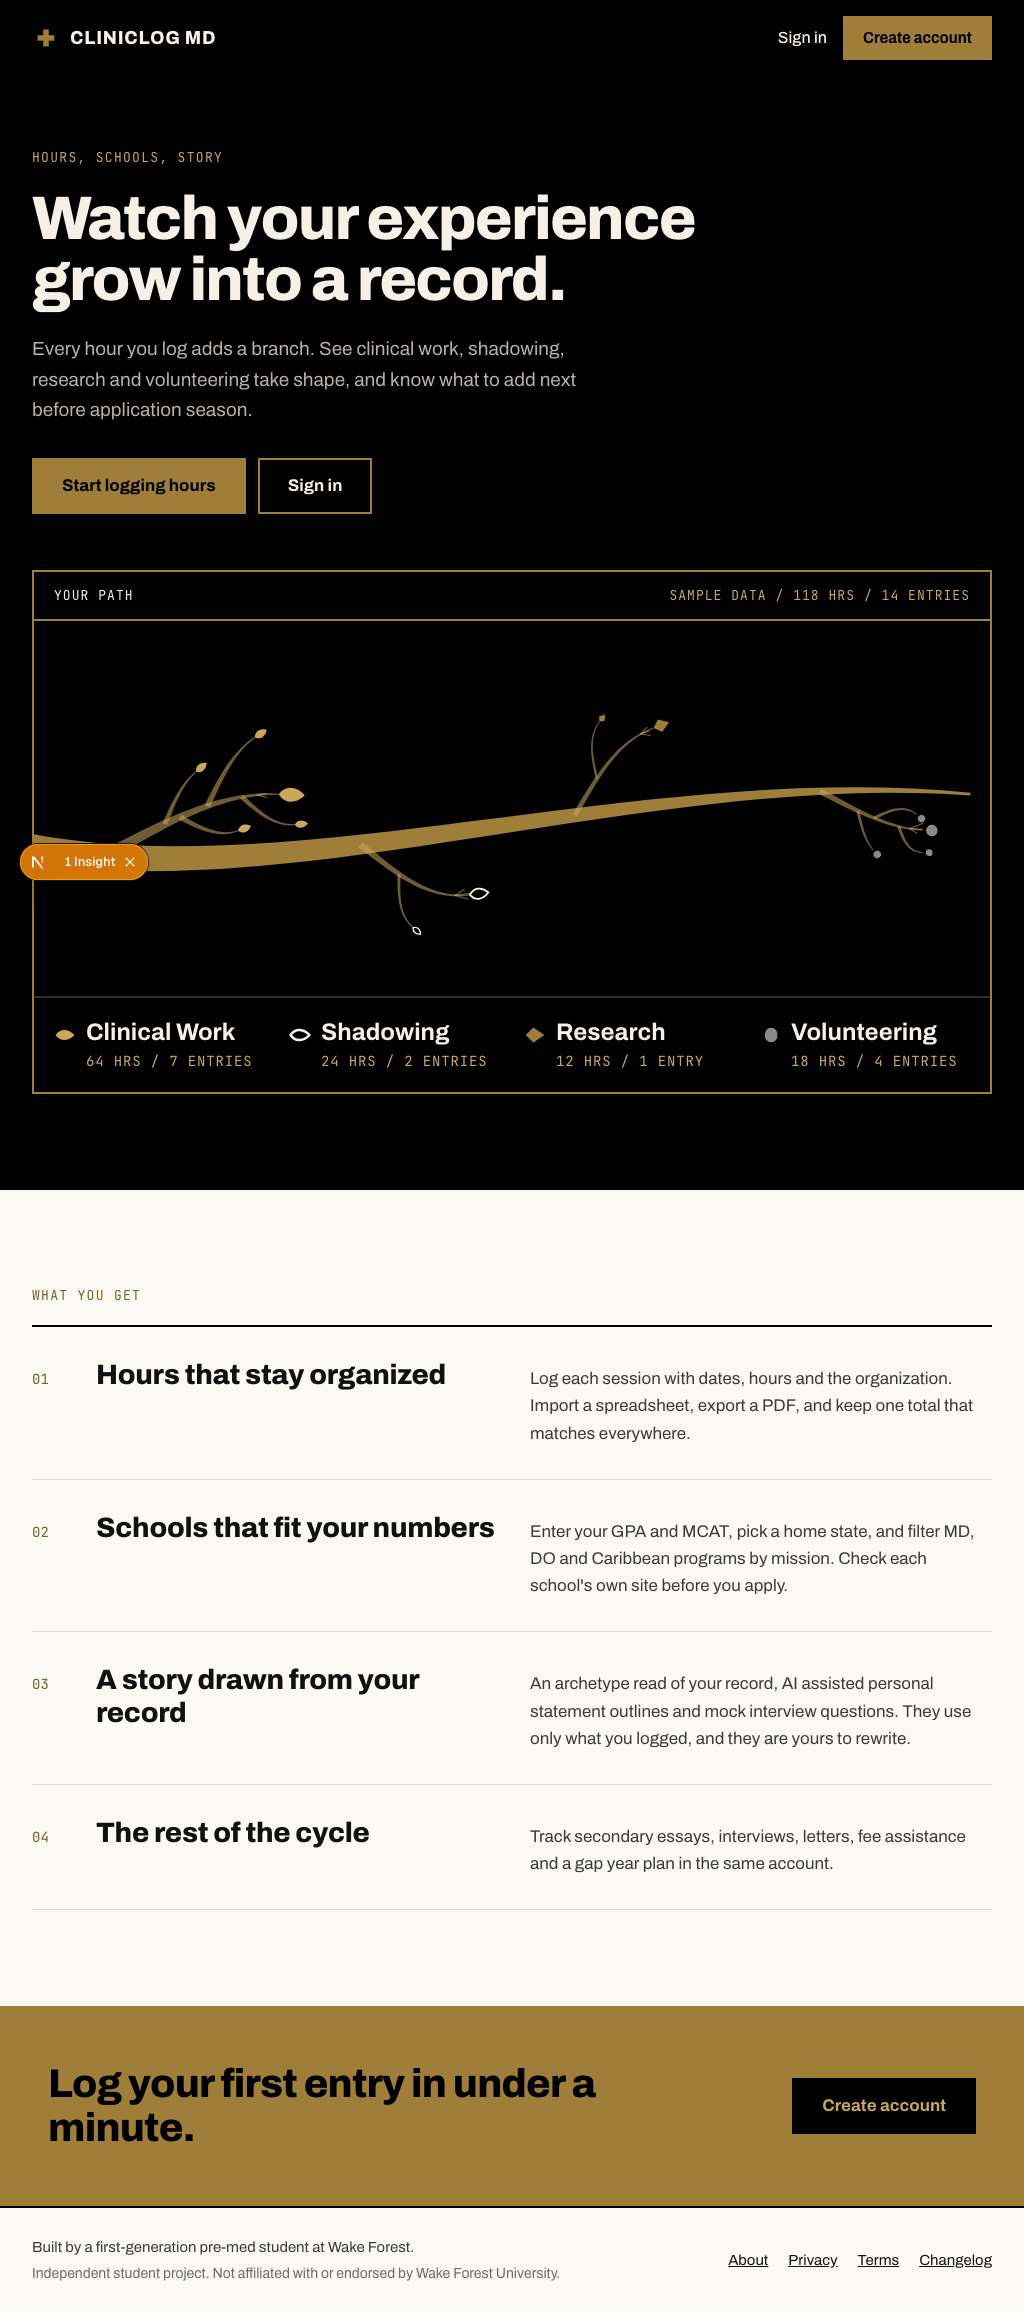 CLINICLOG MD
Sign in
Create account
HOURS, SCHOOLS, STORY
Watch your experience
grow into a record.
Every hour you log adds a branch. See clinical work, shadowing,
research and volunteering take shape, and know what to add next
before application season.
Start logging hours
Sign in
YOUR PATH
SAMPLE DATA / 118 HRS / 14 ENTRIES
1 Insight
Clinical Work
64 HRS / 7 ENTRIES
Shadowing
24 HRS / 2 ENTRIES
Research
12 HRS / 1 ENTRY
Volunteering
18 HRS / 4 ENTRIES
WHAT YOU GET
01
Hours that stay organized
Log each session with dates, hours and the organization.
Import a spreadsheet, export a PDF, and keep one total that
matches everywhere.
02
Schools that fit your numbers
Enter your GPA and MCAT, pick a home state, and filter MD,
DO and Caribbean programs by mission. Check each
school's own site before you apply.
03
A story drawn from your
record
An archetype read of your record, AI assisted personal
statement outlines and mock interview questions. They use
only what you logged, and they are yours to rewrite.
04
The rest of the cycle
Track secondary essays, interviews, letters, fee assistance
and a gap year plan in the same account.
Log your first entry in under a
minute.
Create account
Built by a first-generation pre-med student at Wake Forest.
Independent student project. Not affiliated with or endorsed by Wake Forest University.
About
Privacy
Terms
Changelog